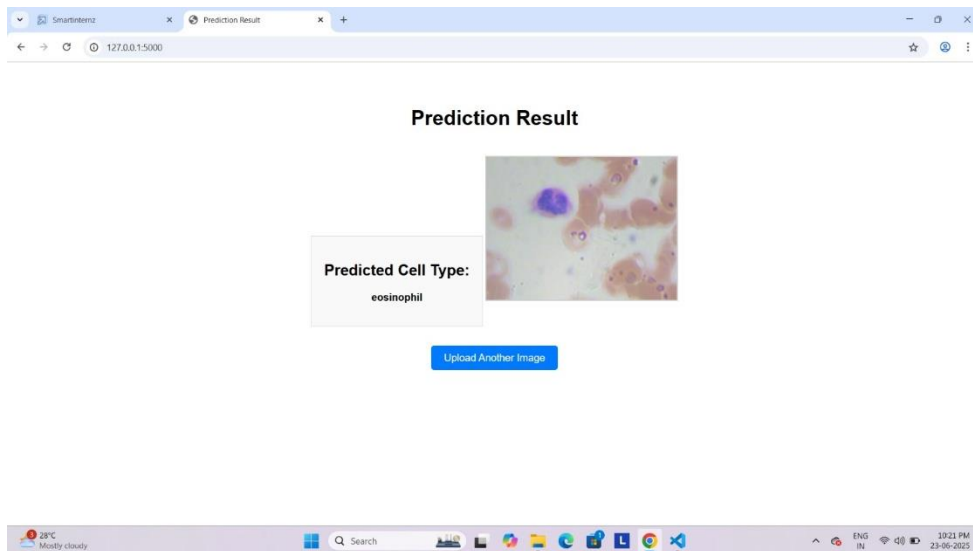 Smartinternz
Prediction Result
127.0.0.1:5000
Prediction Result
Predicted Cell Type:
eosinophil
Upload Another Image
3
28°C
Mostly cloudy
Search
L
ENG
IN
10:21 PM
23-06-2025